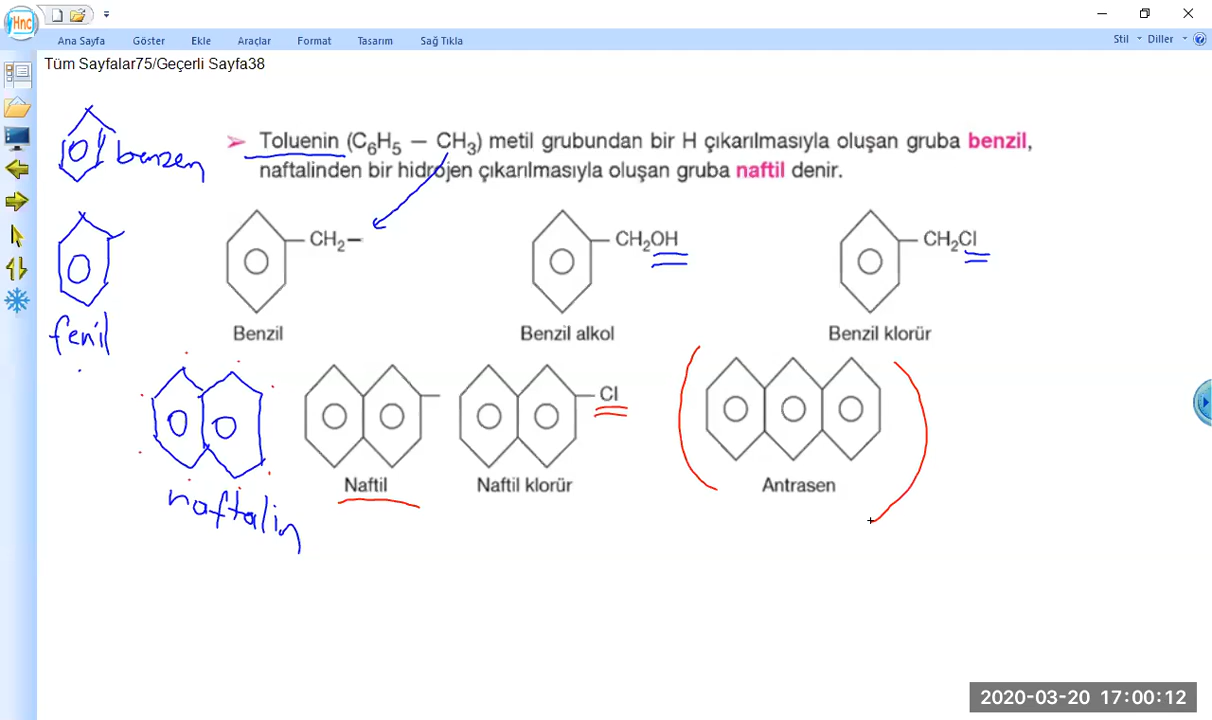 Hnc
Ana Sayfa Göster Ekle Araçlar Format Tasarım Sağ Tıkla Stil Diller
Tüm Sayfalar75/Geçerli Sayfa38
benzen
➢ Toluenin (C₆H₅ – CH₃) metil grubundan bir H çıkarılmasıyla oluşan gruba benzil,
naftalinden bir hidrojen çıkarılmasıyla oluşan gruba naftil denir.
CH₂– CH₂OH CH₂Cl
Benzil Benzil alkol Benzil klorür
fenil
Cl
Naftil Naftil klorür Antrasen
naftalin
2020-03-20 17:00:12